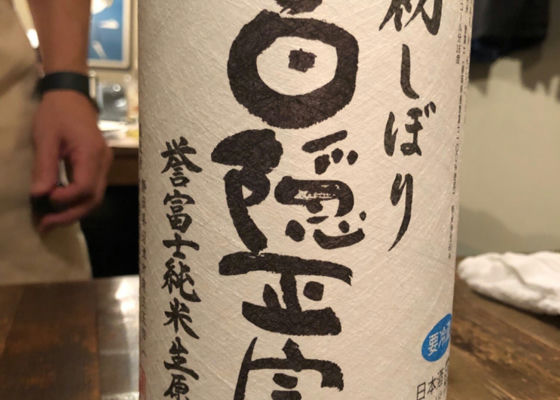 初しぼり
白隠正宗
誉富士純米生原
要冷
日本酒